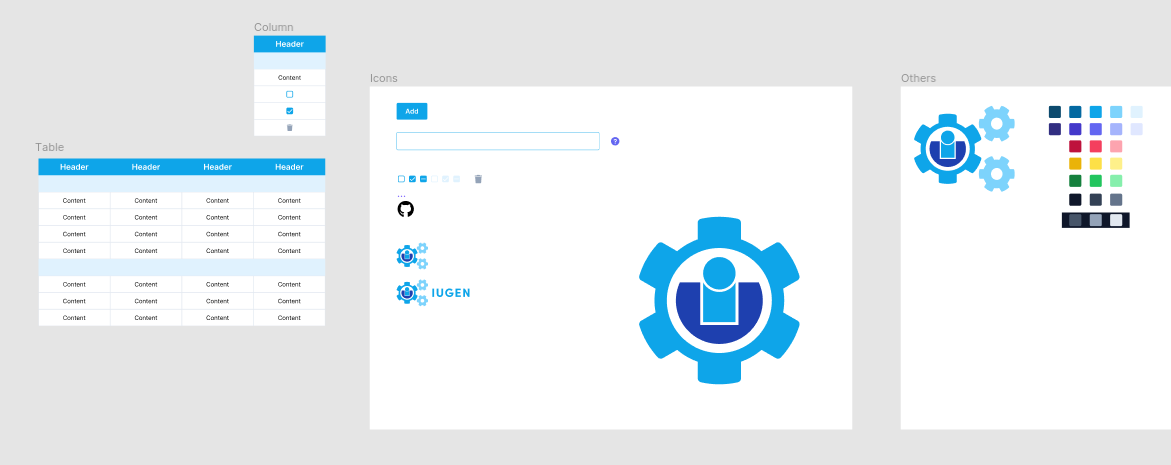 Column
Header
Content
Table
Header Header Header Header
Content Content Content Content
Content Content Content Content
Content Content Content Content
Content Content Content Content
Content Content Content Content
Content Content Content Content
Content Content Content Content
Icons
Add
?
...
IUGEN
Others